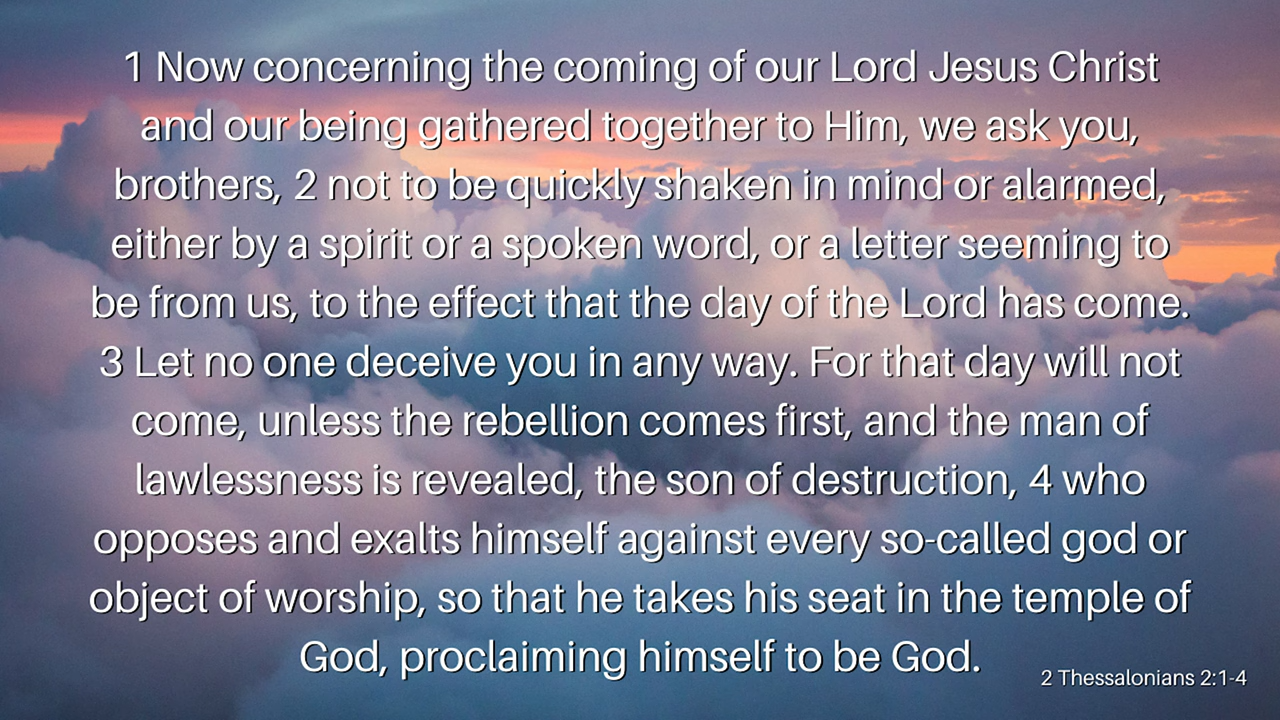 1 Now concerning the coming of our Lord Jesus Christ
and our being gathered together to Him, we ask you,
brothers, 2 not to be quickly shaken in mind or alarmed,
either by a spirit or a spoken word, or a letter seeming to
be from us, to the effect that the day of the Lord has come.
3 Let no one deceive you in any way. For that day will not
come, unless the rebellion comes first, and the man of
lawlessness is revealed, the son of destruction, 4 who
opposes and exalts himself against every so-called god or
object of worship, so that he takes his seat in the temple of
God, proclaiming himself to be God.
2 Thessalonians 2:1-4